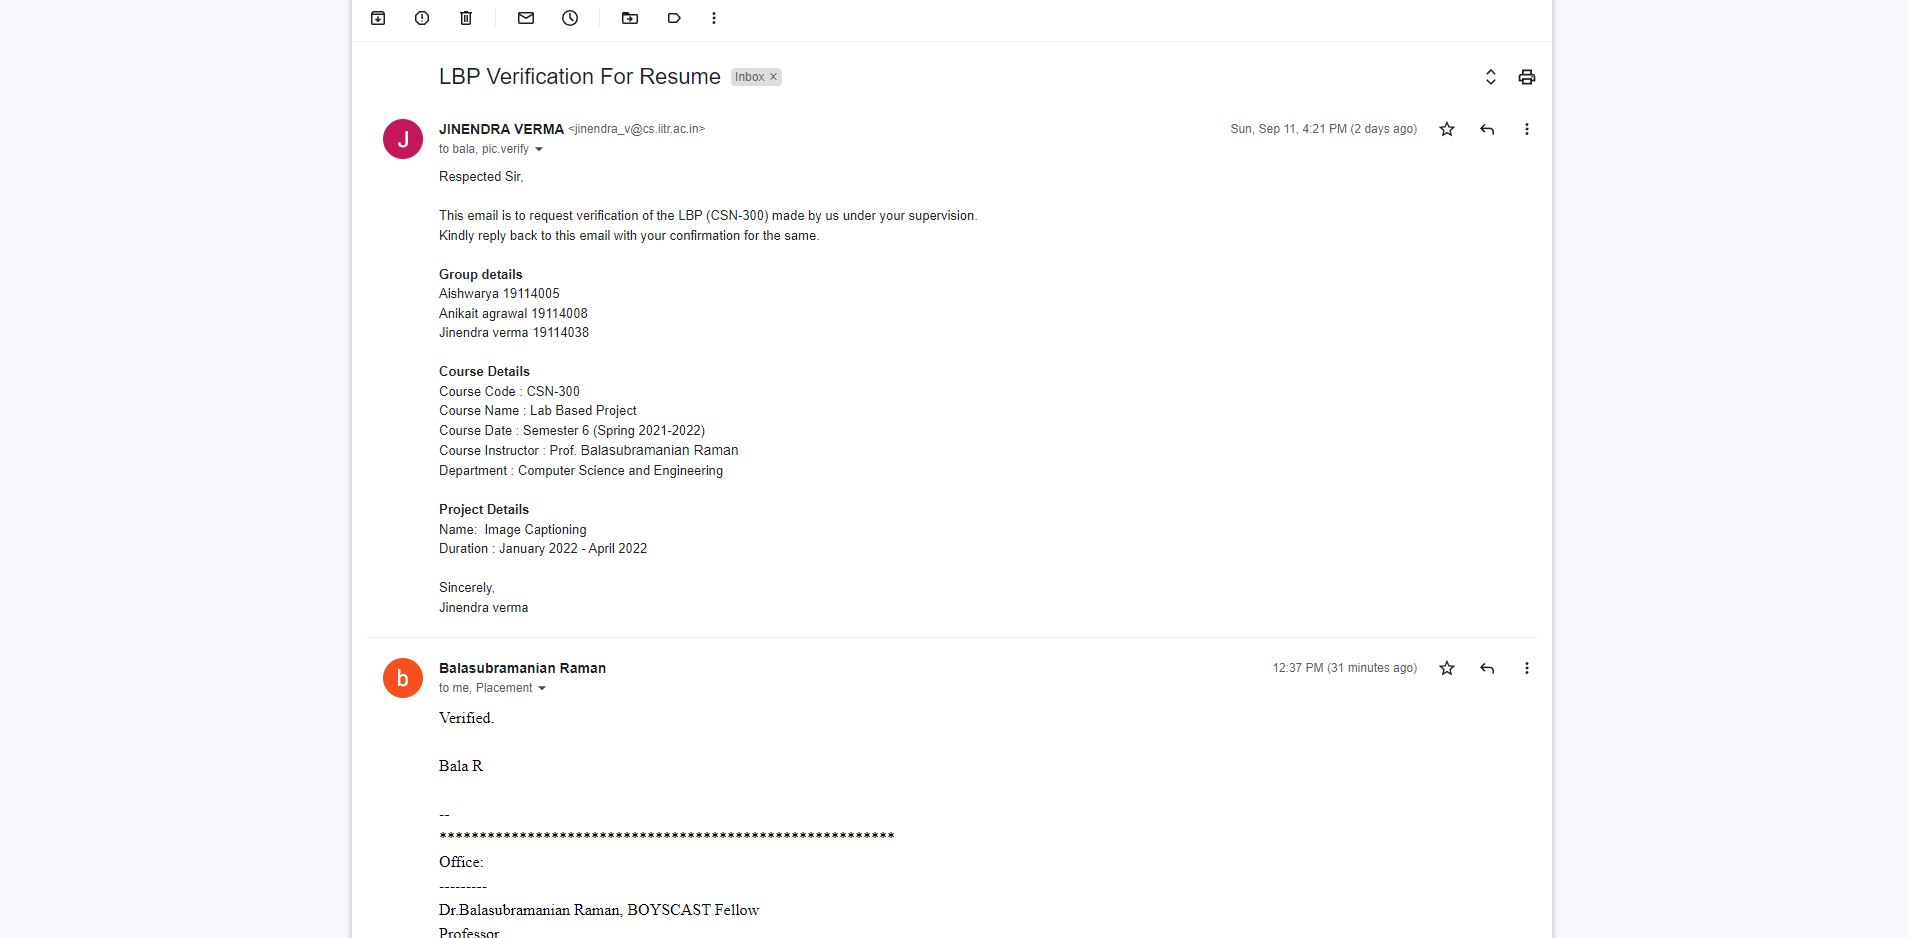 LBP Verification For Resume Inbox ×
JINENDRA VERMA <jinendra_v@cs.iitr.ac.in> Sun, Sep 11, 4:21 PM (2 days ago)
J
to bala, pic.verify
Respected Sir,
This email is to request verification of the LBP (CSN-300) made by us under your supervision.
Kindly reply back to this email with your confirmation for the same.
Group details
Aishwarya 19114005
Anikait agrawal 19114008
Jinendra verma 19114038
Course Details
Course Code : CSN-300
Course Name : Lab Based Project
Course Date : Semester 6 (Spring 2021-2022)
Course Instructor : Prof. Balasubramanian Raman
Department : Computer Science and Engineering
Project Details
Name:  Image Captioning
Duration : January 2022 - April 2022
Sincerely,
Jinendra verma
Balasubramanian Raman 12:37 PM (31 minutes ago)
b
to me, Placement
Verified.
Bala R
--
*********************************************************
Office:
---------
Dr.Balasubramanian Raman, BOYSCAST Fellow
Professor